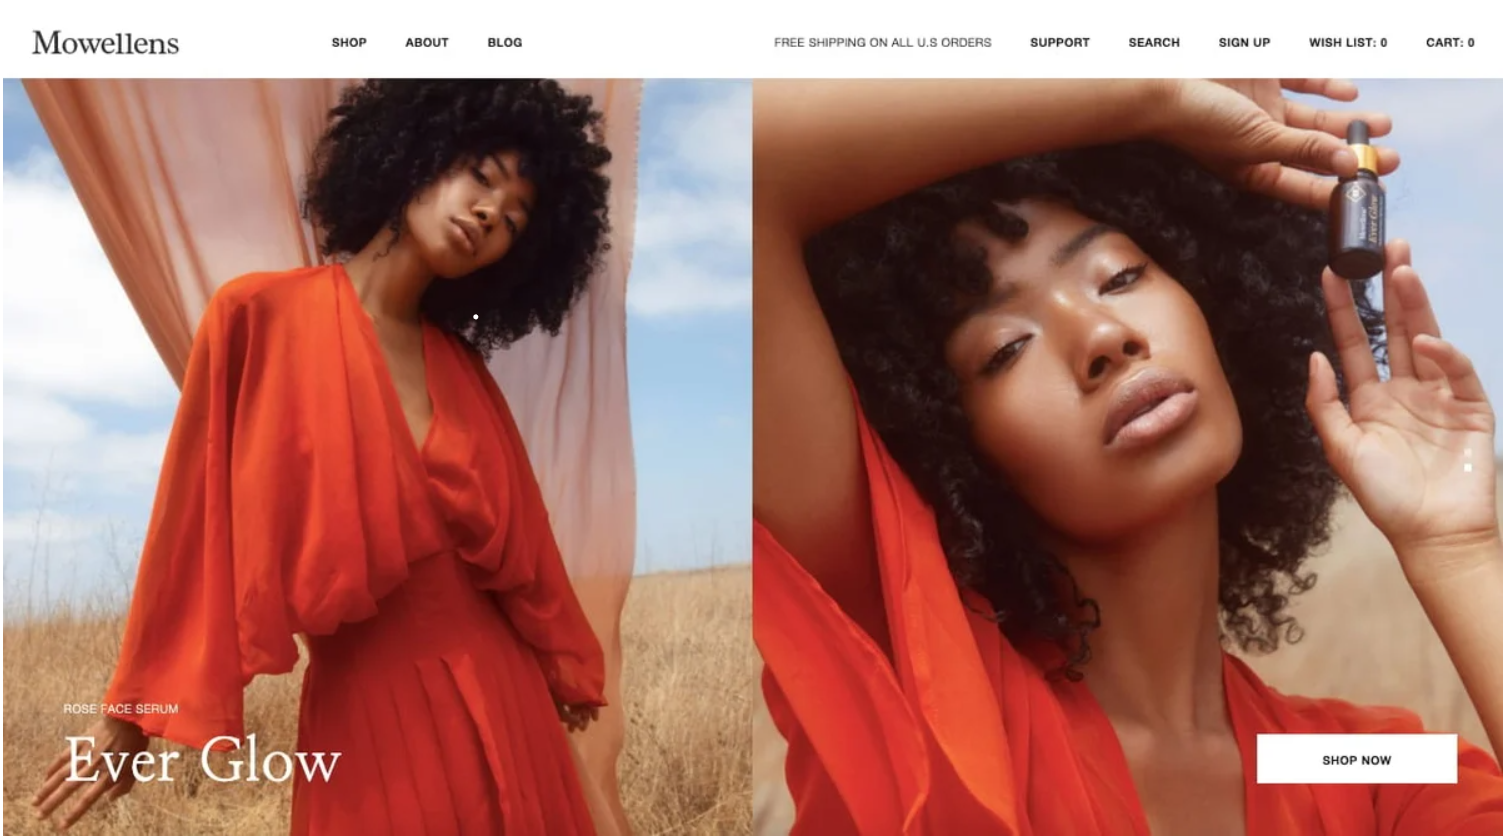 Mowellens
SHOP
ABOUT
BLOG
FREE SHIPPING ON ALL U.S ORDERS
SUPPORT
SEARCH
SIGN UP
WISH LIST: 0
CART: 0
Ever Glow
ROSE FACE SERUM
Ever Glow
SHOP NOW